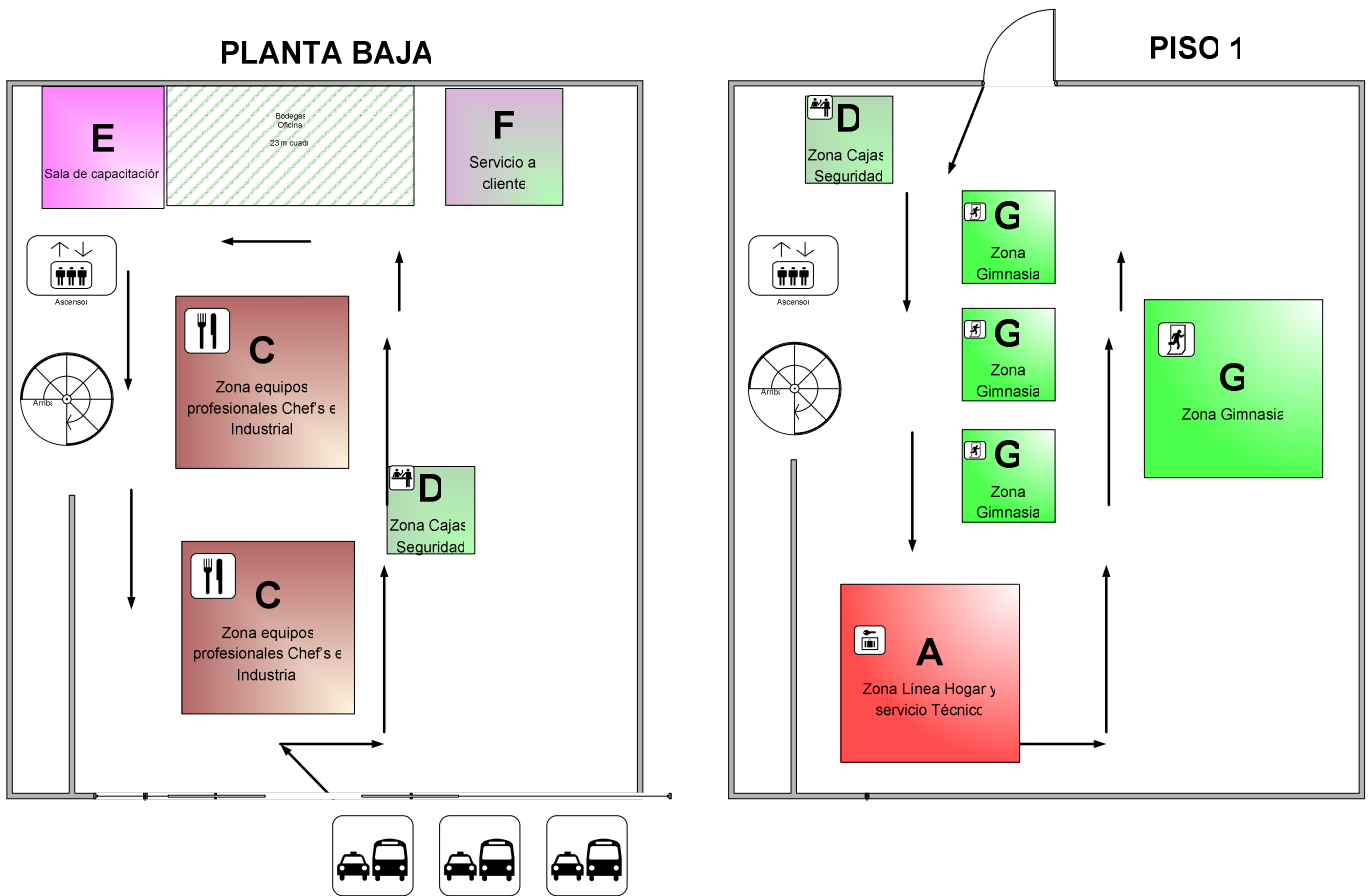 PLANTA BAJA
E
Sala de capacitación
Bodegas
Oficina
23 m cuadr
F
Servicio a
cliente
Ascensor
Arriba
C
Zona equipos
profesionales Chef's e
Industrial
D
Zona Cajas
Seguridad
C
Zona equipos
profesionales Chef's e
Industria
PISO 1
D
Zona Cajas
Seguridad
G
Zona
Gimnasia
Ascensor
Arriba
G
Zona
Gimnasia
G
Zona Gimnasia
G
Zona
Gimnasia
A
Zona Línea Hogar y
servicio Técnico